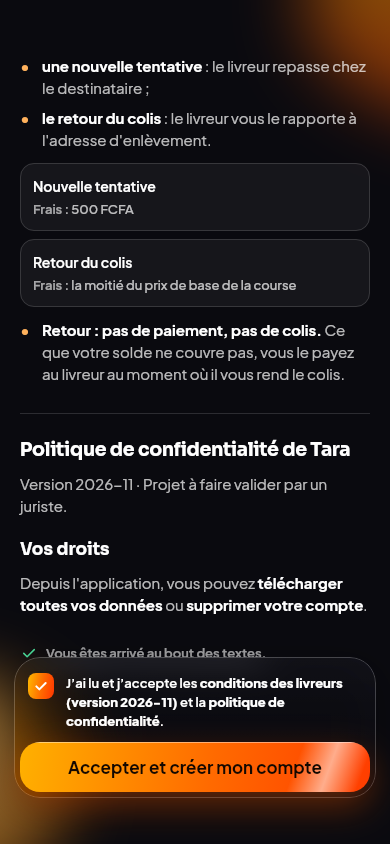 une nouvelle tentative : le livreur repasse chez
le destinataire ;
le retour du colis : le livreur vous le rapporte à
l'adresse d'enlèvement.
Nouvelle tentative
Frais : 500 FCFA
Retour du colis
Frais : la moitié du prix de base de la course
Retour : pas de paiement, pas de colis. Ce
que votre solde ne couvre pas, vous le payez
au livreur au moment où il vous rend le colis.
Politique de confidentialité de Tara
Version 2026-11 · Projet à faire valider par un
juriste.
Vos droits
Depuis l'application, vous pouvez télécharger
toutes vos données ou supprimer votre compte.
Vous êtes arrivé au bout des textes.
J'ai lu et j'accepte les conditions des livreurs
(version 2026-11) et la politique de
confidentialité.
Accepter et créer mon compte